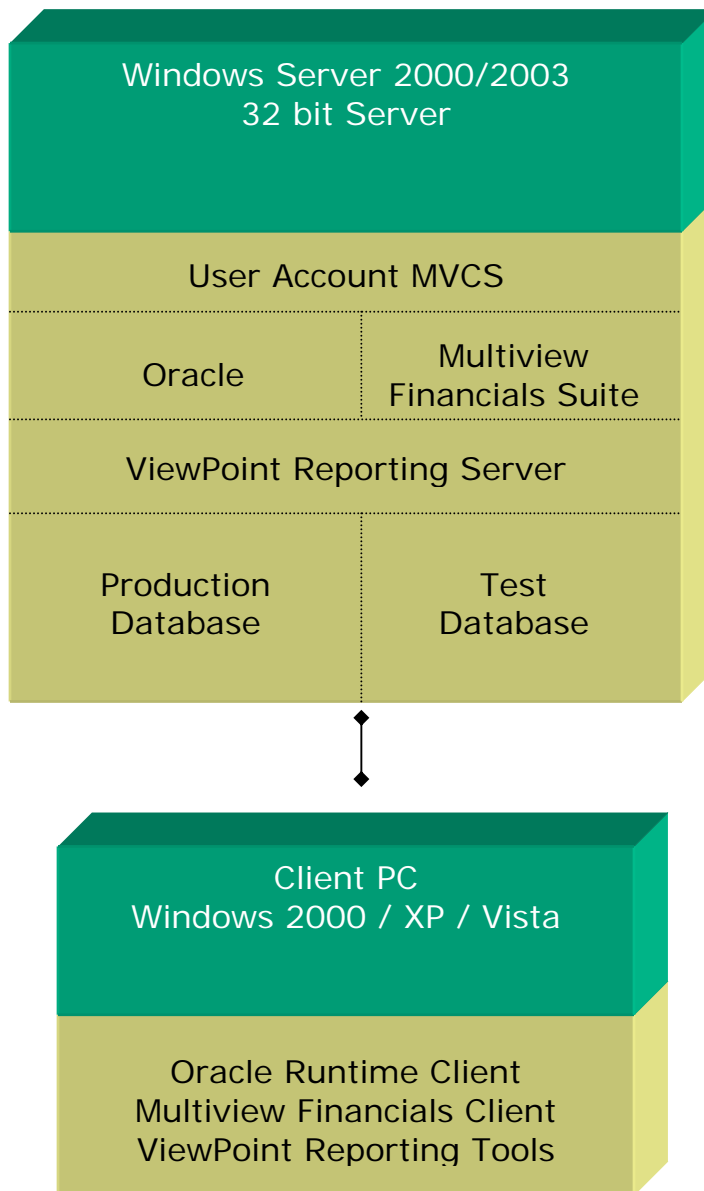 Windows Server 2000/2003
32 bit Server
User Account MVCS
Oracle
Multiview
Financials Suite
ViewPoint Reporting Server
Production
Database
Test
Database
Client PC
Windows 2000 / XP / Vista
Oracle Runtime Client
Multiview Financials Client
ViewPoint Reporting Tools